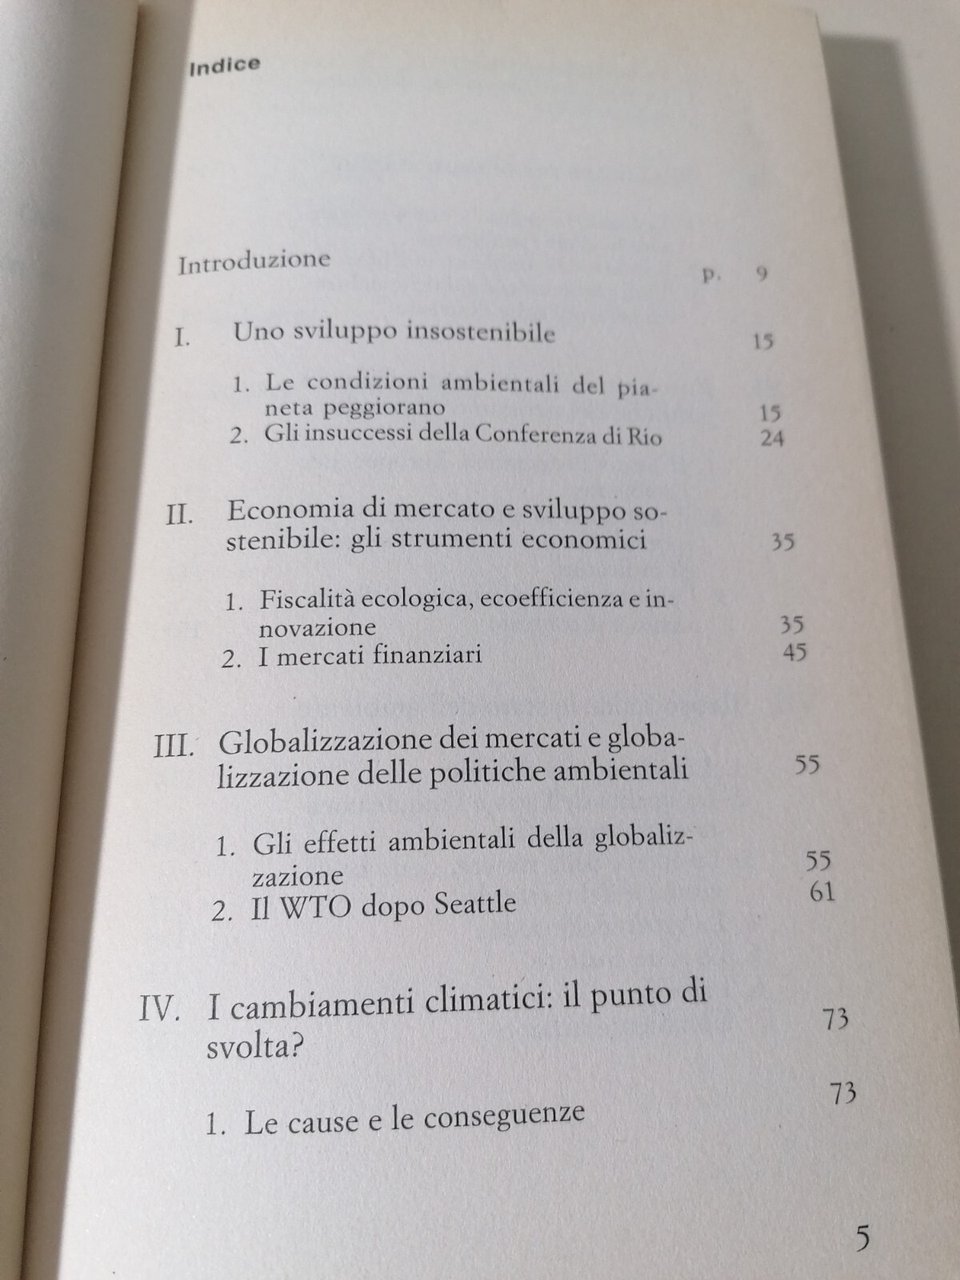 Indice
Introduzione p. 9
I. Uno sviluppo insostenibile 15
1. Le condizioni ambientali del pia-
neta peggiorano 15
2. Gli insuccessi della Conferenza di Rio 24
II. Economia di mercato e sviluppo so-
stenibile: gli strumenti economici 35
1. Fiscalità ecologica, ecoefficienza e in-
novazione 35
2. I mercati finanziari 45
III. Globalizzazione dei mercati e globa-
lizzazione delle politiche ambientali 55
1. Gli effetti ambientali della globaliz-
zazione 55
2. Il WTO dopo Seattle 61
IV. I cambiamenti climatici: il punto di
svolta? 73
1. Le cause e le conseguenze 73
5